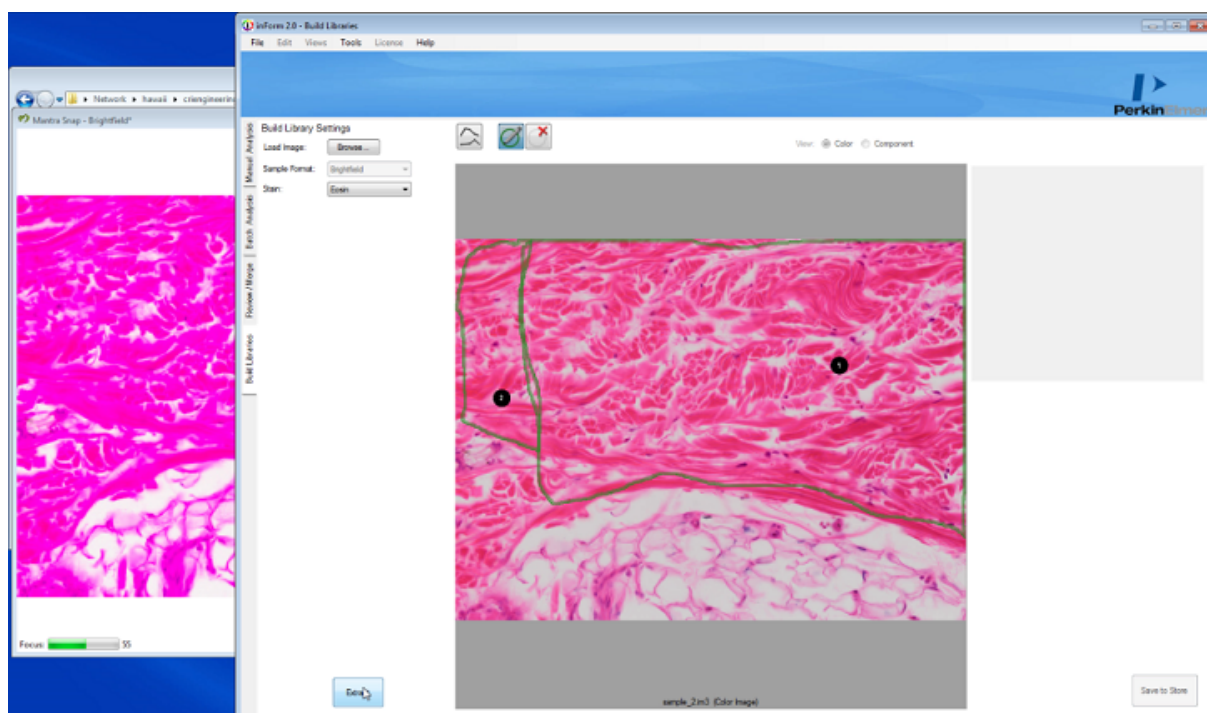 inForm 2.0 - Build Libraries
File Edit Views Tools License Help
Network hawaii criengineering
Mantra Snap - Brightfield*
PerkinElmer
Manual Analysis
Batch Analysis
Review / Merge
Build Libraries
Build Library Settings
Load Image: Browse...
Sample Format: Brightfield
Stain: Eosin
View: Color Component
1
2
Focus: 55
sample_2.im3 (Color Image)
Save to Store